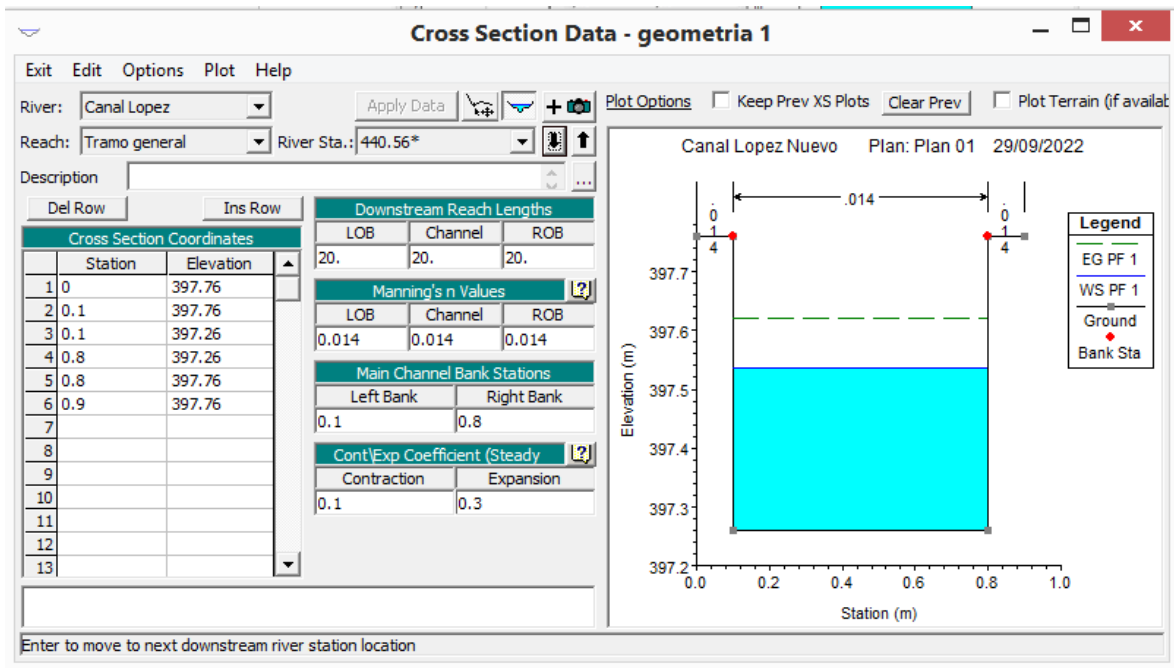 Cross Section Data - geometria 1
Exit Edit Options Plot Help
River: Canal Lopez Apply Data
Reach: Tramo general River Sta.: 440.56*
Description ...
Del Row Ins Row
Cross Section Coordinates
Station Elevation
1 0 397.76
2 0.1 397.76
3 0.1 397.26
4 0.8 397.26
5 0.8 397.76
6 0.9 397.76
7
8
9
10
11
12
13
Downstream Reach Lengths
LOB Channel ROB
20. 20. 20.
Manning's n Values
LOB Channel ROB
0.014 0.014 0.014
Main Channel Bank Stations
Left Bank Right Bank
0.1 0.8
Cont\Exp Coefficient (Steady
Contraction Expansion
0.1 0.3
Plot Options Keep Prev XS Plots Clear Prev Plot Terrain (if availab
Canal Lopez Nuevo Plan: Plan 01 29/09/2022
.014 .014 .014
Legend
EG PF 1
WS PF 1
Ground
Bank Sta
Elevation (m)
397.7
397.6
397.5
397.4
397.3
397.2
0.0 0.2 0.4 0.6 0.8 1.0
Station (m)
Enter to move to next downstream river station location